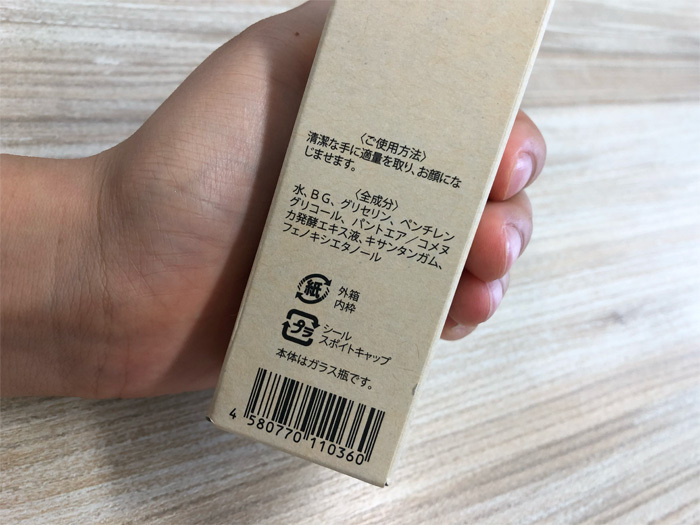 〈ご使用方法〉
清潔な手に適量を取り、お顔にな
じませます。
〈全成分〉
水、BG、グリセリン、ペンチレン
グリコール、パントエア/コメヌ
カ発酵エキス液、キサンタンガム、
フェノキシエタノール
紙 外箱
内枠
プラ シール
スポイトキャップ
本体はガラス瓶です。
4 580770 110360